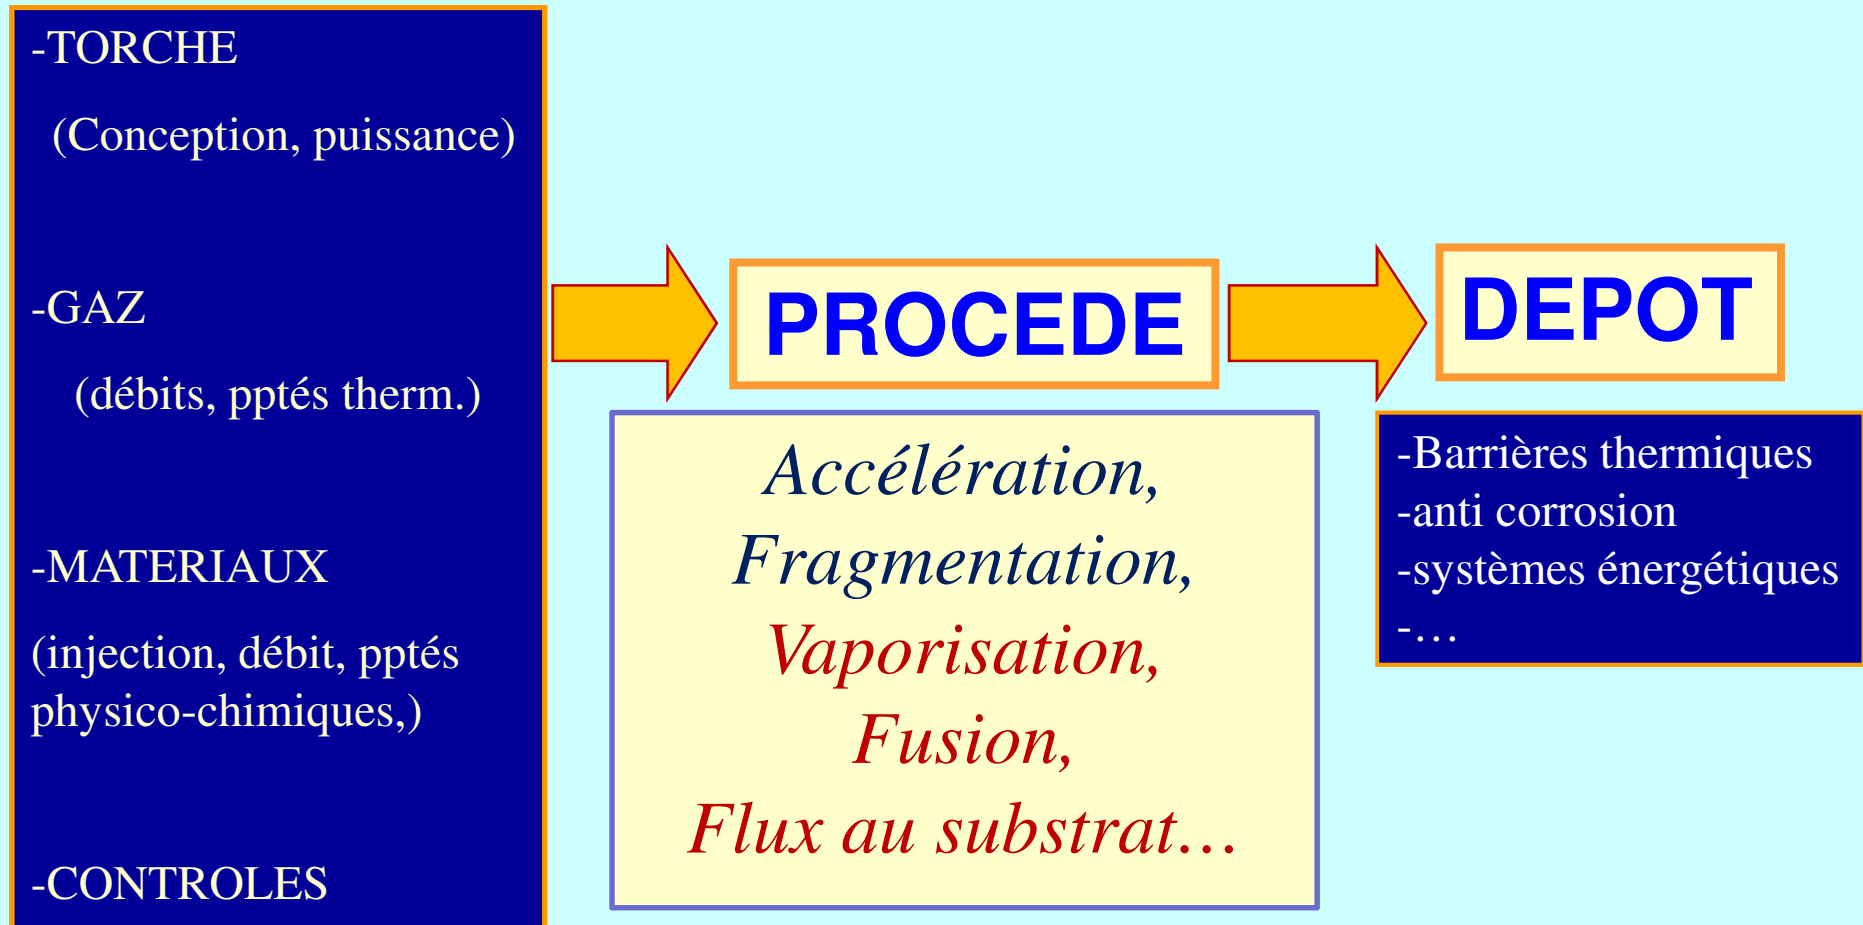 -TORCHE
(Conception, puissance)
-GAZ
(débits, pptés therm.)
-MATERIAUX
(injection, débit, pptés
physico-chimiques,)
-CONTROLES
PROCEDE
Accélération,
Fragmentation,
Vaporisation,
Fusion,
Flux au substrat…
DEPOT
-Barrières thermiques
-anti corrosion
-systèmes énergétiques
-…